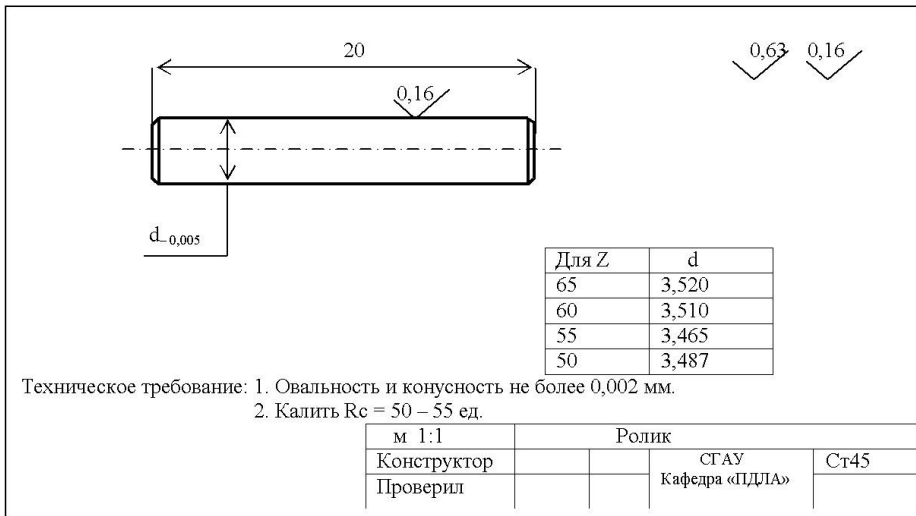 20
0,63 0,16
0,16
d-0,005
Для Z d
65 3,520
60 3,510
55 3,465
50 3,487
Техническое требование: 1. Овальность и конусность не более 0,002 мм.
2. Калить Rc = 50 – 55 ед.
м 1:1 Ролик
Конструктор СГАУ Ст45
Кафедра «ПДЛА»
Проверил